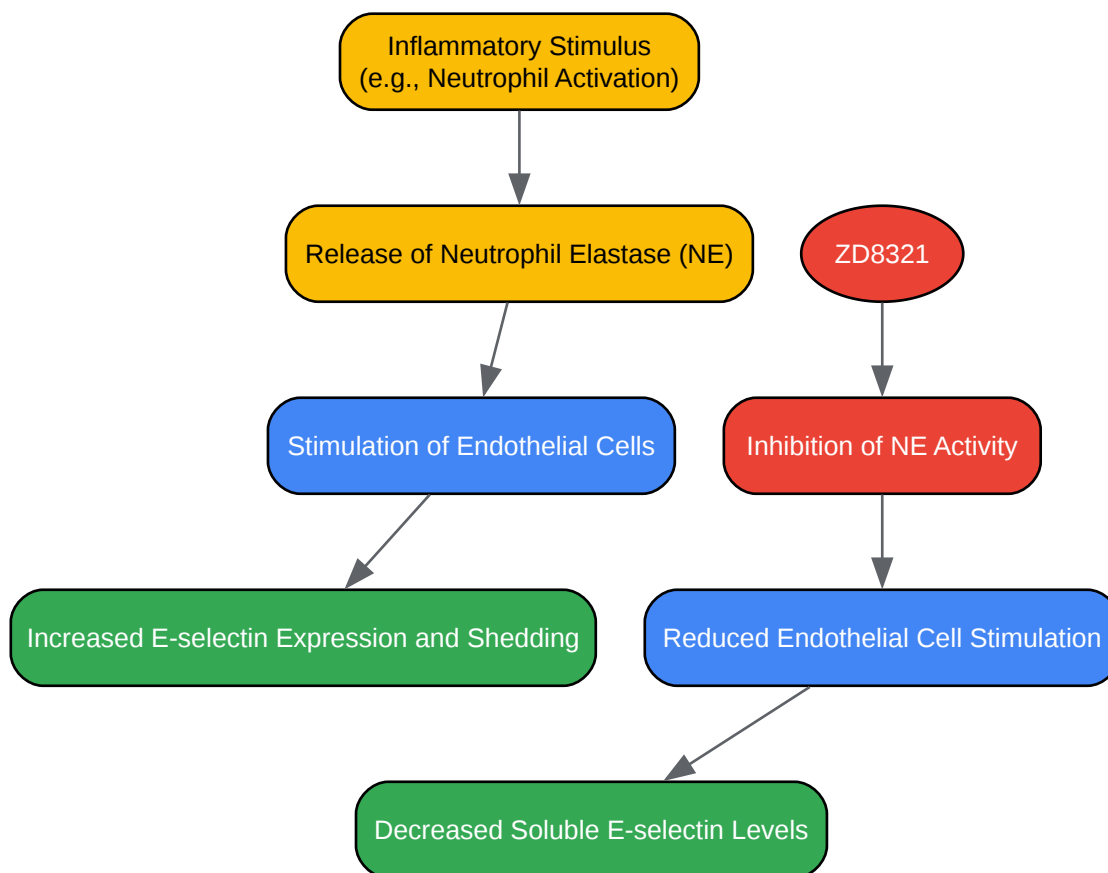 Inflammatory Stimulus
(e.g., Neutrophil Activation)
Release of Neutrophil Elastase (NE)
ZD8321
Stimulation of Endothelial Cells
Inhibition of NE Activity
Increased E-selectin Expression and Shedding
Reduced Endothelial Cell Stimulation
Decreased Soluble E-selectin Levels